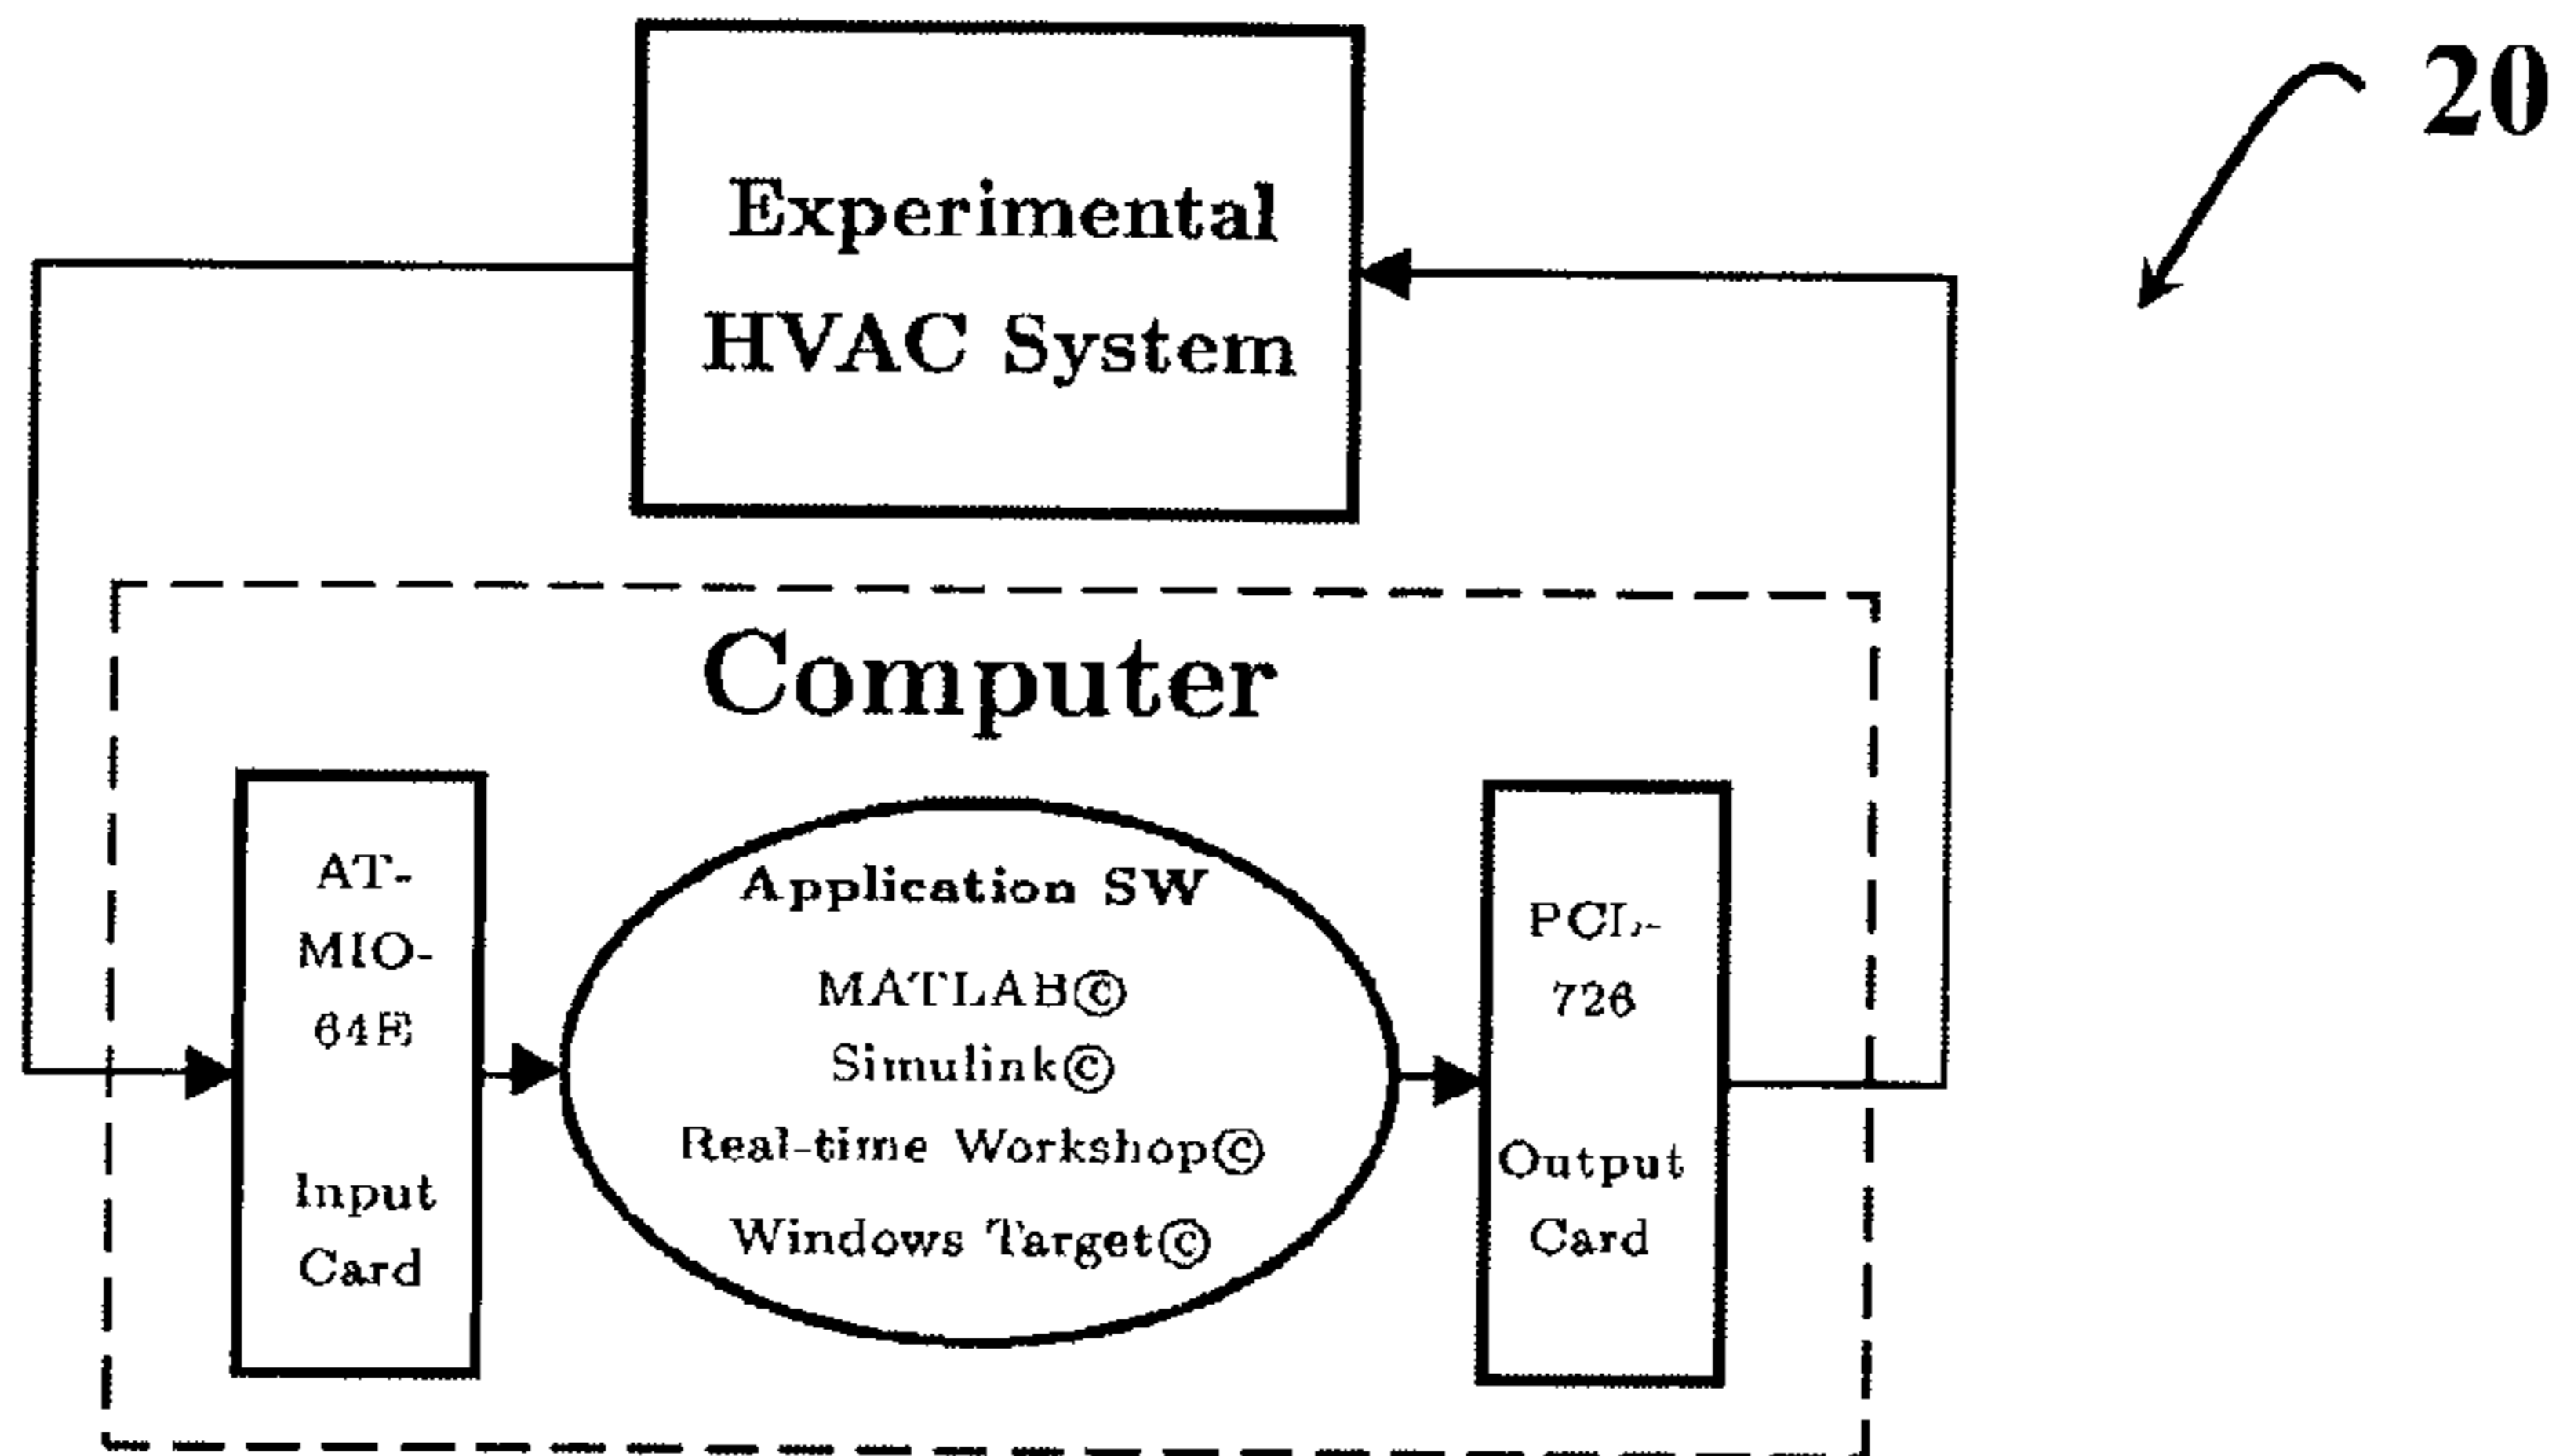 20
Experimental
HVAC System
Computer
AT-
MIO-
64E
Input
Card
Application SW
MATLAB©
Simulink©
Real-time Workshop©
Windows Target©
PCL-
726
Output
Card